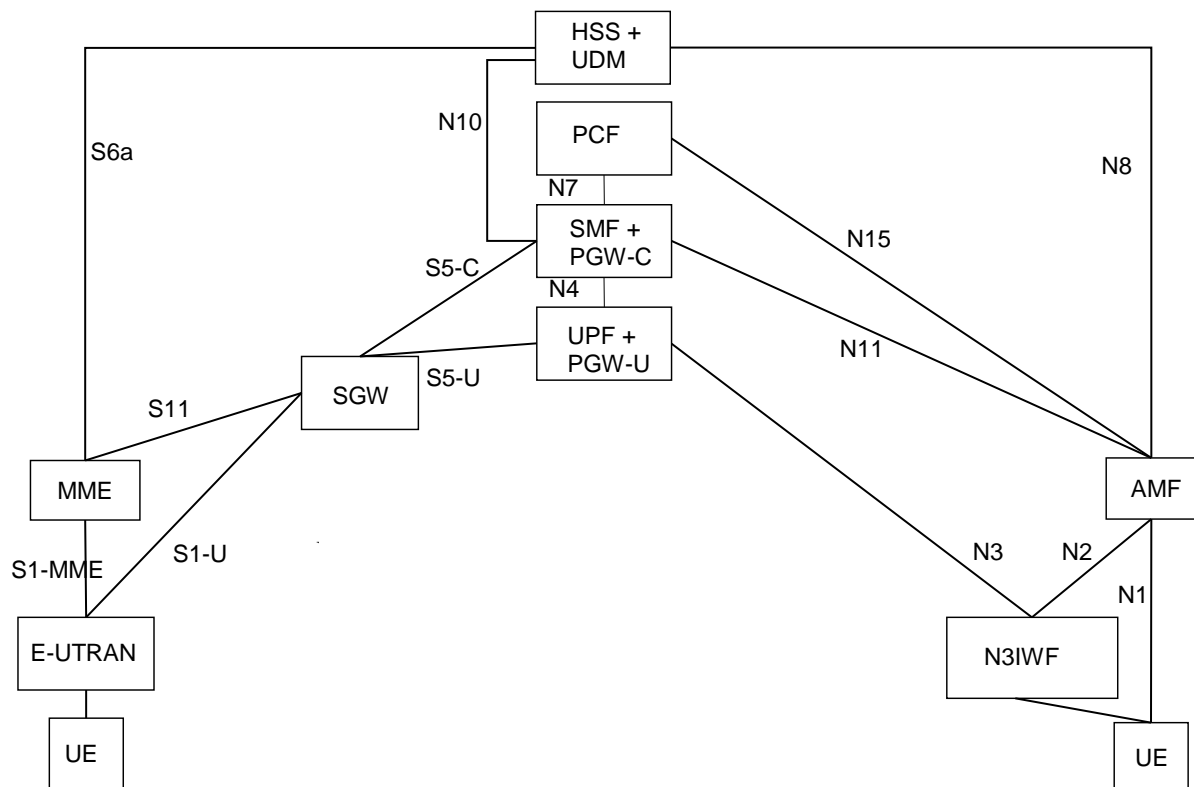 HSS +
UDM
N10
PCF
S6a
N8
N7
SMF +
PGW-C
N15
S5-C
N4
UPF +
PGW-U
N11
S5-U
SGW
S11
MME
AMF
S1-U
N3
N2
S1-MME
N1
E-UTRAN
N3IWF
UE
UE